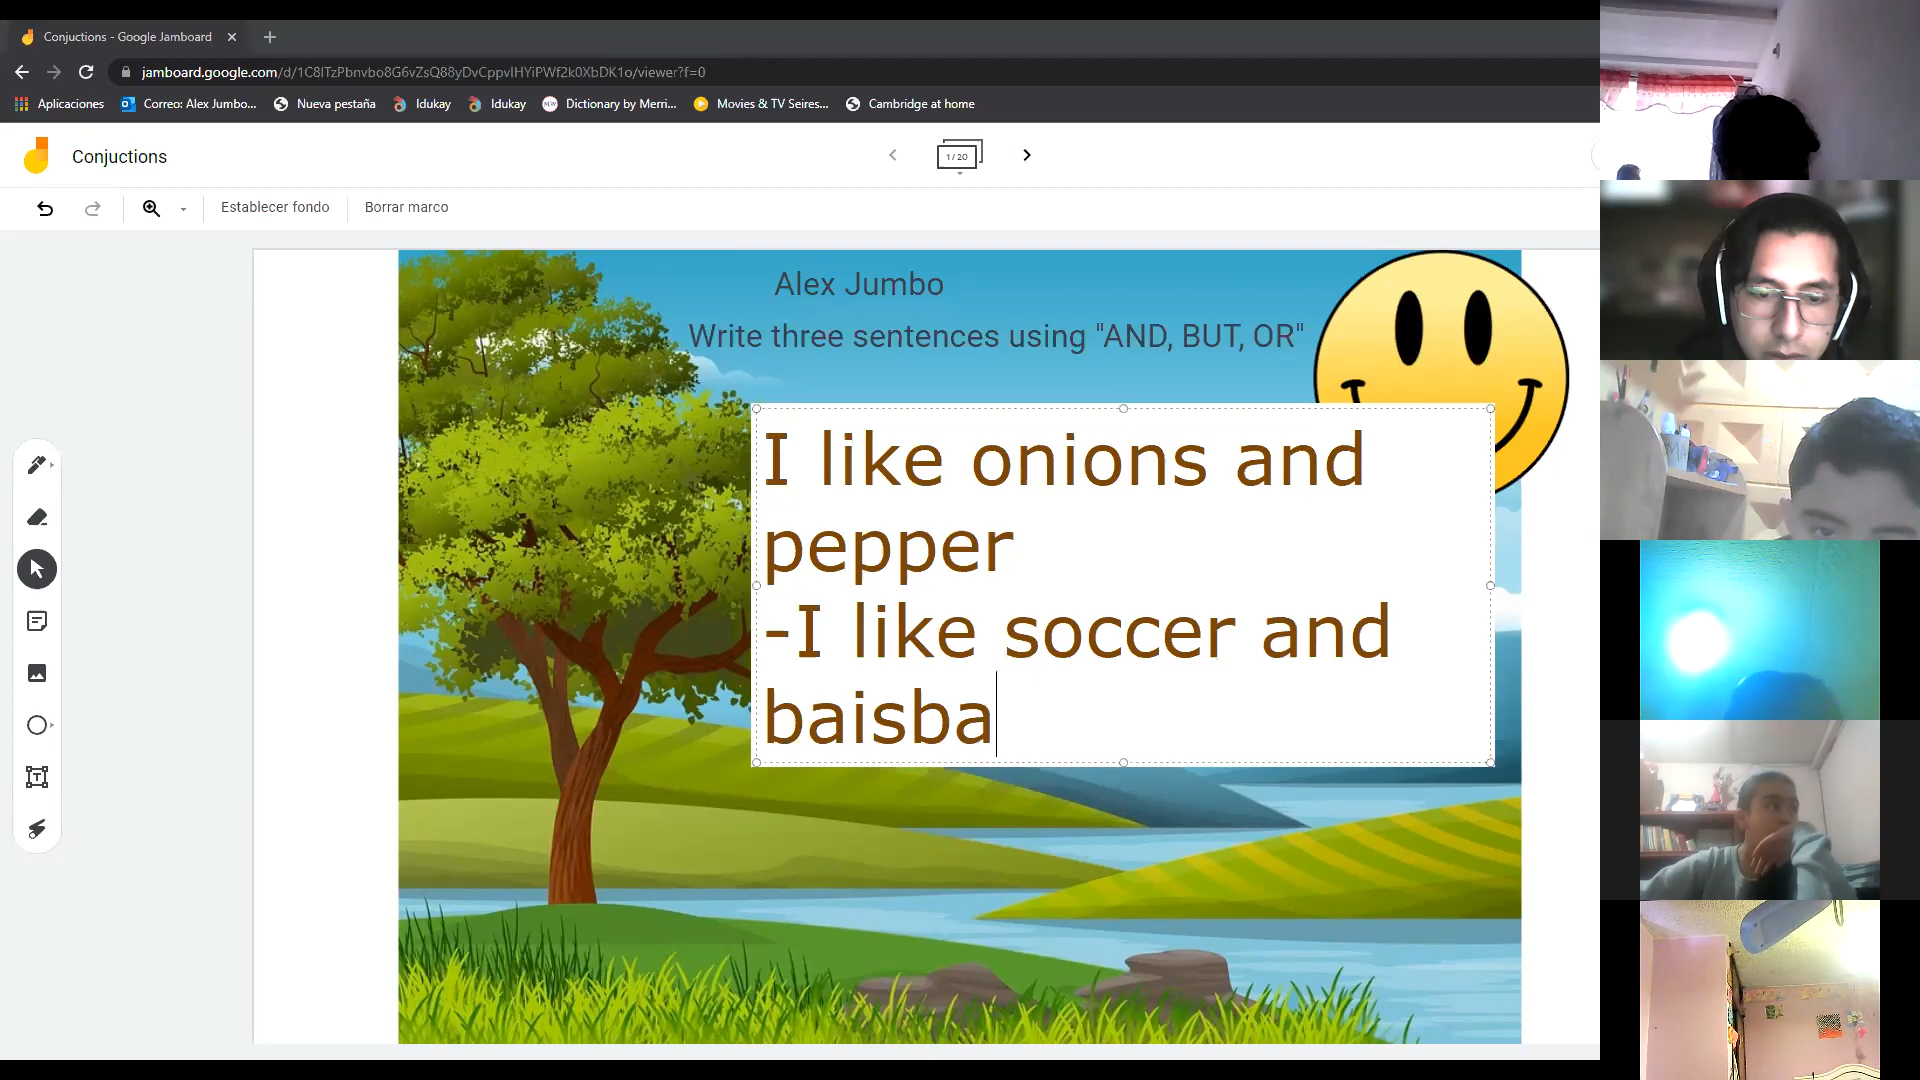 Conjuctions - Google Jamboard
jamboard.google.com/d/1C8lTzPbnvbo8G6vZsQ88yDvCppvlHYiPWf2k0XbDK1o/viewer?f=0
Aplicaciones Correo: Alex Jumbo... Nueva pestaña Idukay Idukay Dictionary by Merri... Movies & TV Seires... Cambridge at home
Conjuctions
1 / 20
Establecer fondo Borrar marco
Alex Jumbo
Write three sentences using "AND, BUT, OR"
I like onions and
pepper
-I like soccer and
baisba